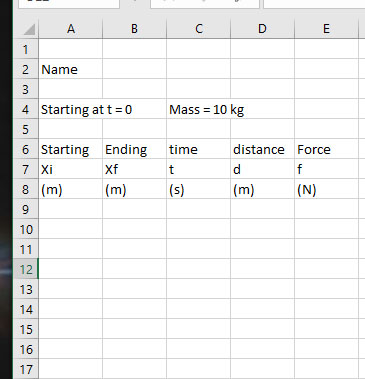 A B C D E
1
2 Name
3
4 Starting at t = 0 Mass = 10 kg
5
6 Starting Ending time distance Force
7 Xi Xf t d f
8 (m) (m) (s) (m) (N)
9
10
11
12
13
14
15
16
17